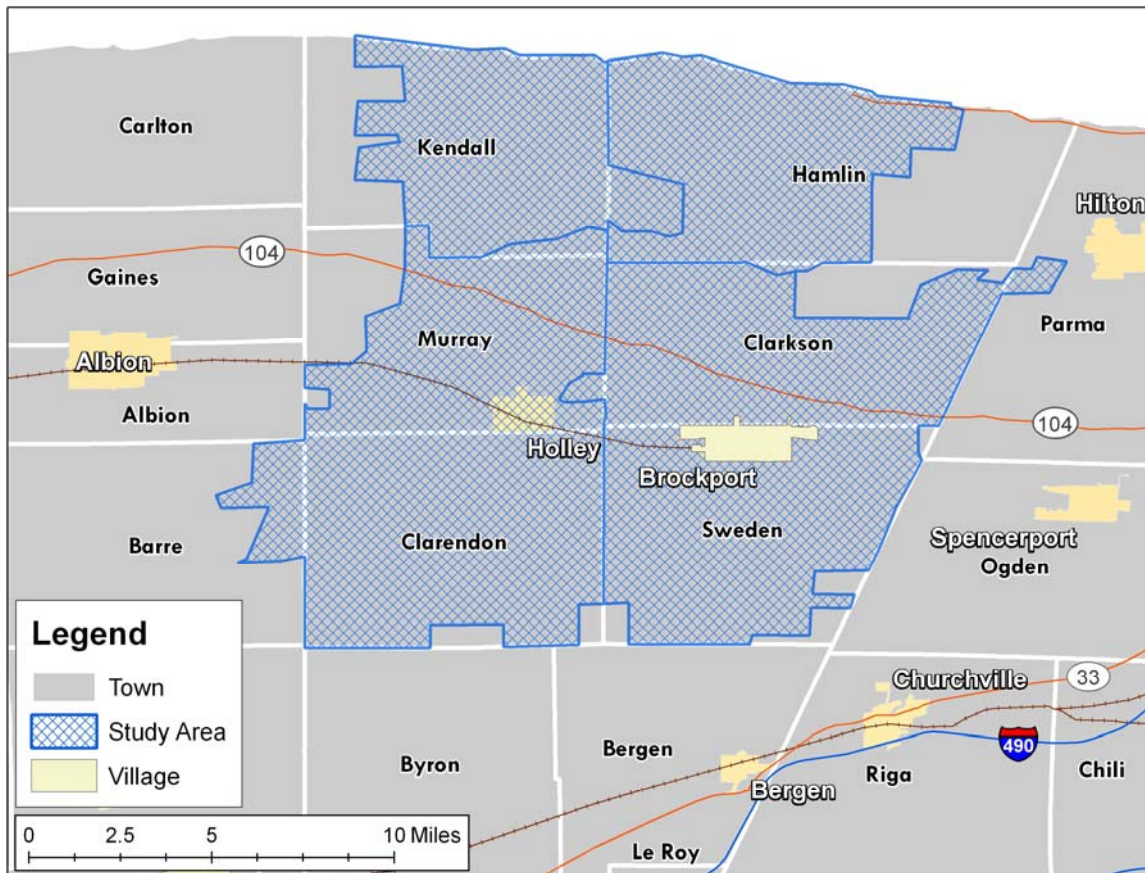 Carlton
Kendall
Hamlin
Hilton
104
Gaines
Murray
Clarkson
Parma
Albion
Albion
104
Holley
Brockport
Barre
Clarendon
Sweden
Spencerport
Ogden
Legend
Town
Study Area
Village
Churchville
33
490
Byron
Bergen
Bergen
Riga
Chili
0 2.5 5 10 Miles
Le Roy